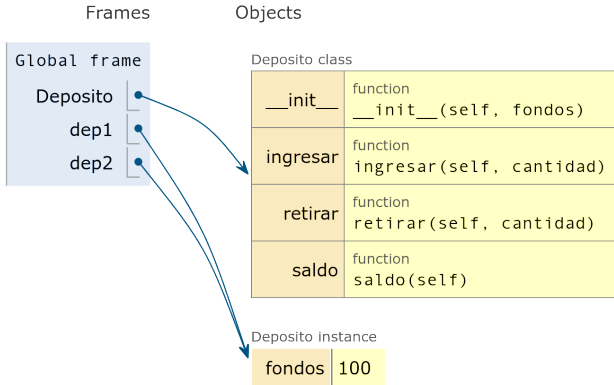 Frames Objects
Global frame
Deposito
dep1
dep2
Deposito class
__init__ function
__init__(self, fondos)
ingresar function
ingresar(self, cantidad)
retirar function
retirar(self, cantidad)
saldo function
saldo(self)
Deposito instance
fondos 100